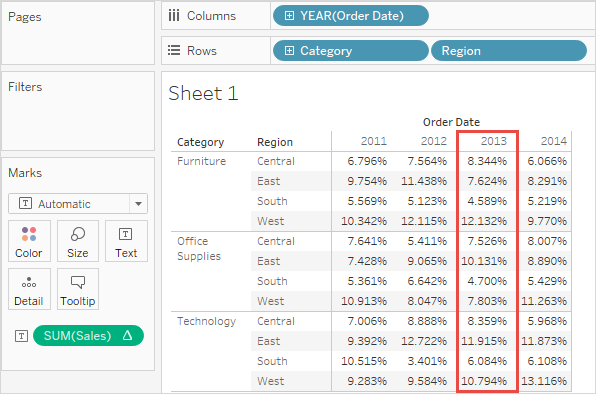 Pages
Columns
YEAR(Order Date)
Rows
Category
Region
Filters
Marks
Automatic
Color
Size
Text
Detail
Tooltip
SUM(Sales)
Sheet 1
Order Date
Category Region 2011 2012 2013 2014
Furniture Central 6.796% 7.564% 8.344% 6.066%
East 9.754% 11.438% 7.624% 8.291%
South 5.569% 5.123% 4.589% 5.219%
West 10.342% 12.115% 12.132% 9.770%
Office Central 7.641% 5.411% 7.526% 8.007%
Supplies East 7.428% 9.065% 10.131% 8.890%
South 5.361% 6.642% 4.700% 5.429%
West 10.913% 8.047% 7.803% 11.263%
Technology Central 7.006% 8.888% 8.359% 5.968%
East 9.392% 12.722% 11.915% 11.873%
South 10.515% 3.401% 6.084% 6.108%
West 9.283% 9.584% 10.794% 13.116%